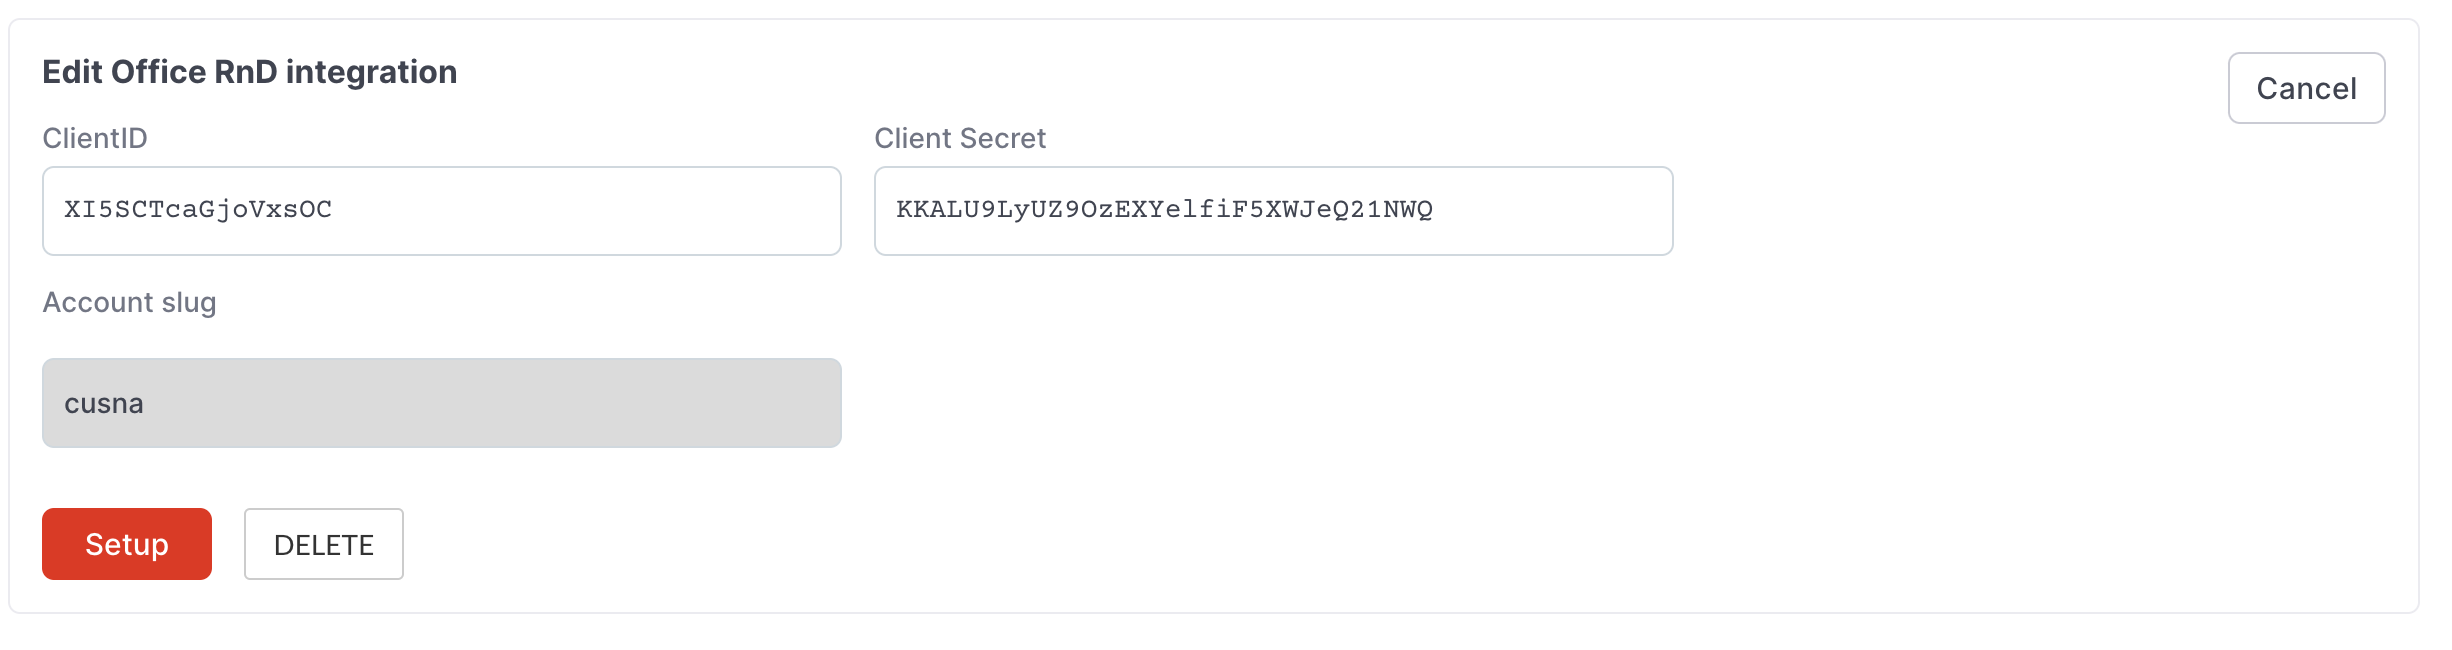 Edit Office RnD integration
Cancel
ClientID
Client Secret
XI5SCTcaGjoVxsOC
KKALU9LyUZ9OzEXYelfiF5XWJeQ21NWQ
Account slug
cusna
Setup
DELETE